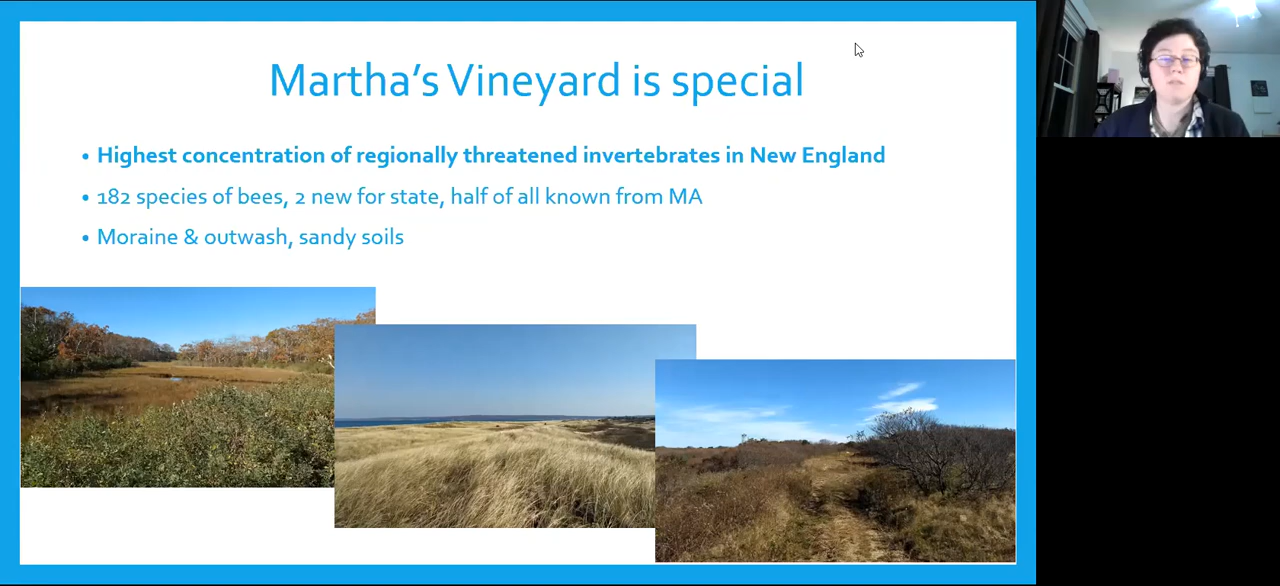 Martha's Vineyard is special
• Highest concentration of regionally threatened invertebrates in New England
• 182 species of bees, 2 new for state, half of all known from MA
• Moraine & outwash, sandy soils